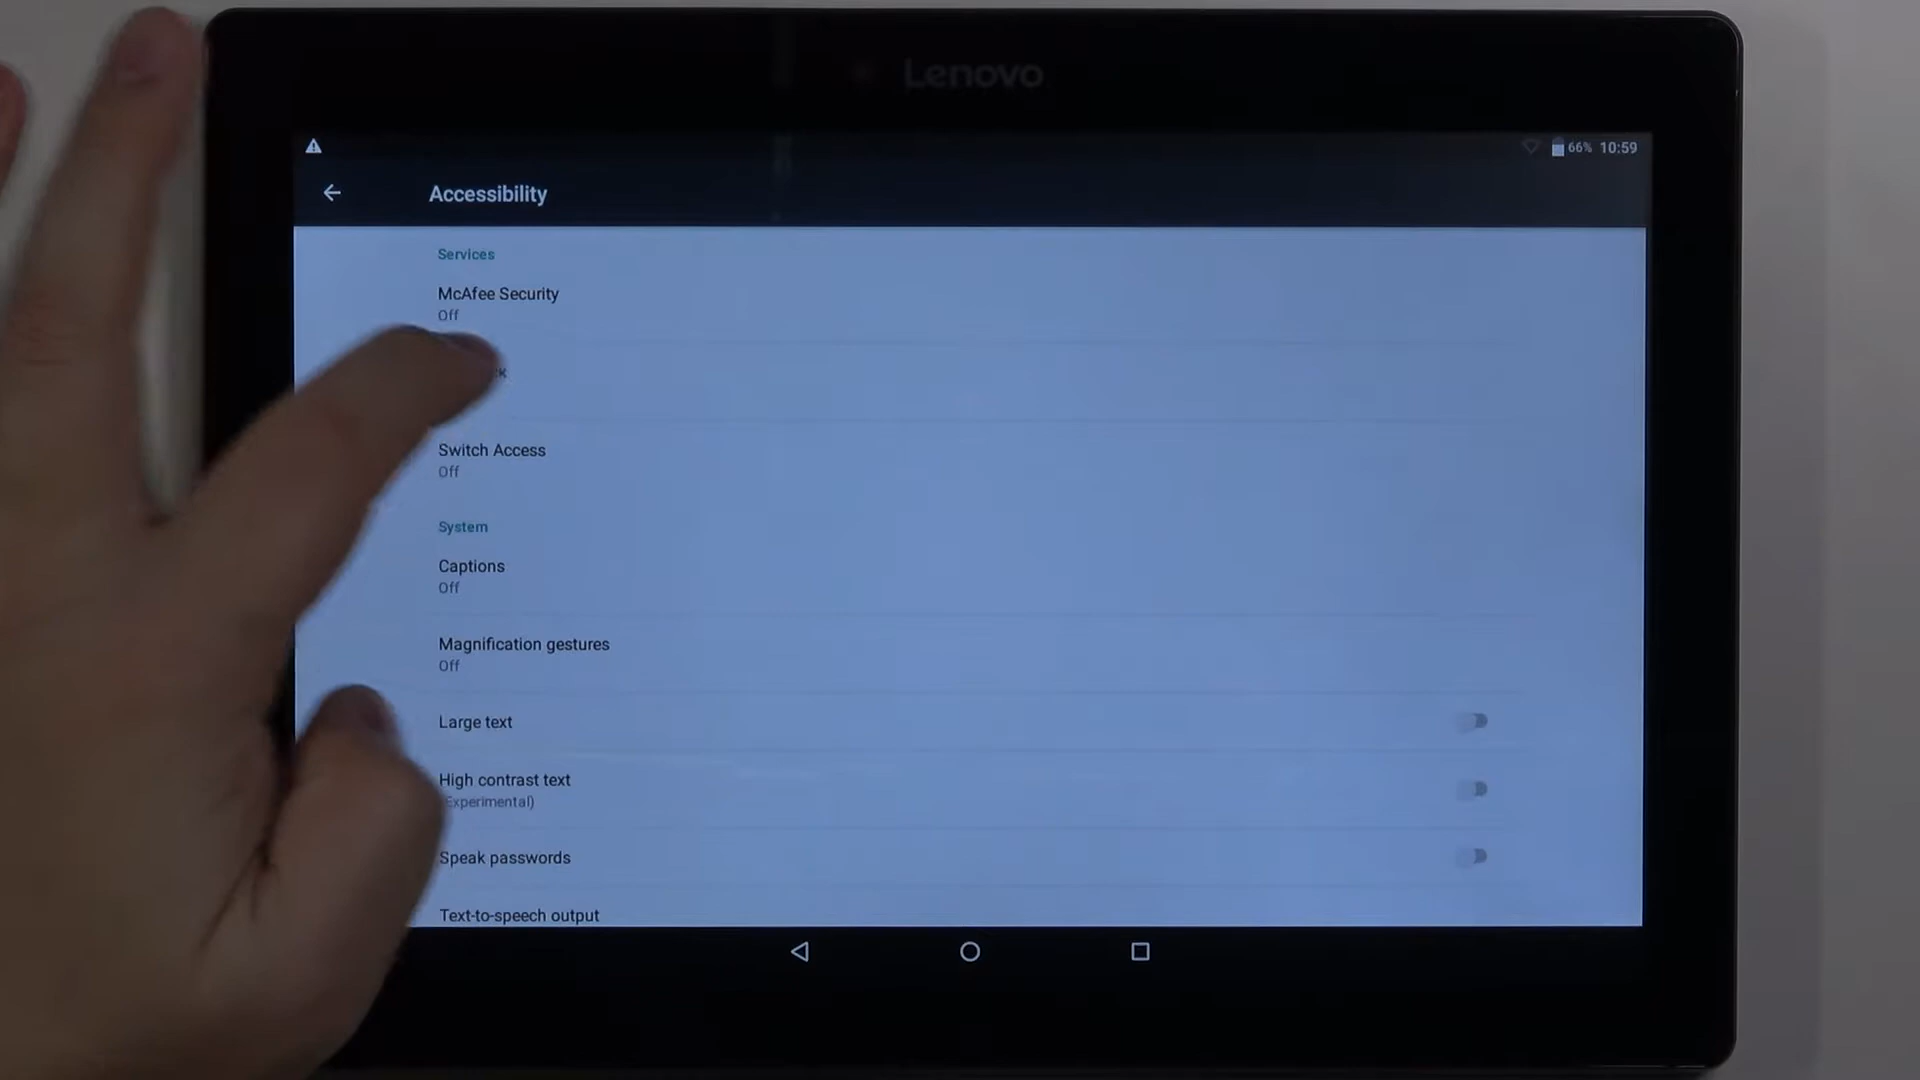 Lenovo
66% 10:59
Accessibility
Services
McAfee Security
Off
Switch Access
Off
System
Captions
Off
Magnification gestures
Off
Large text
High contrast text
Experimental)
Speak passwords
Text-to-speech output